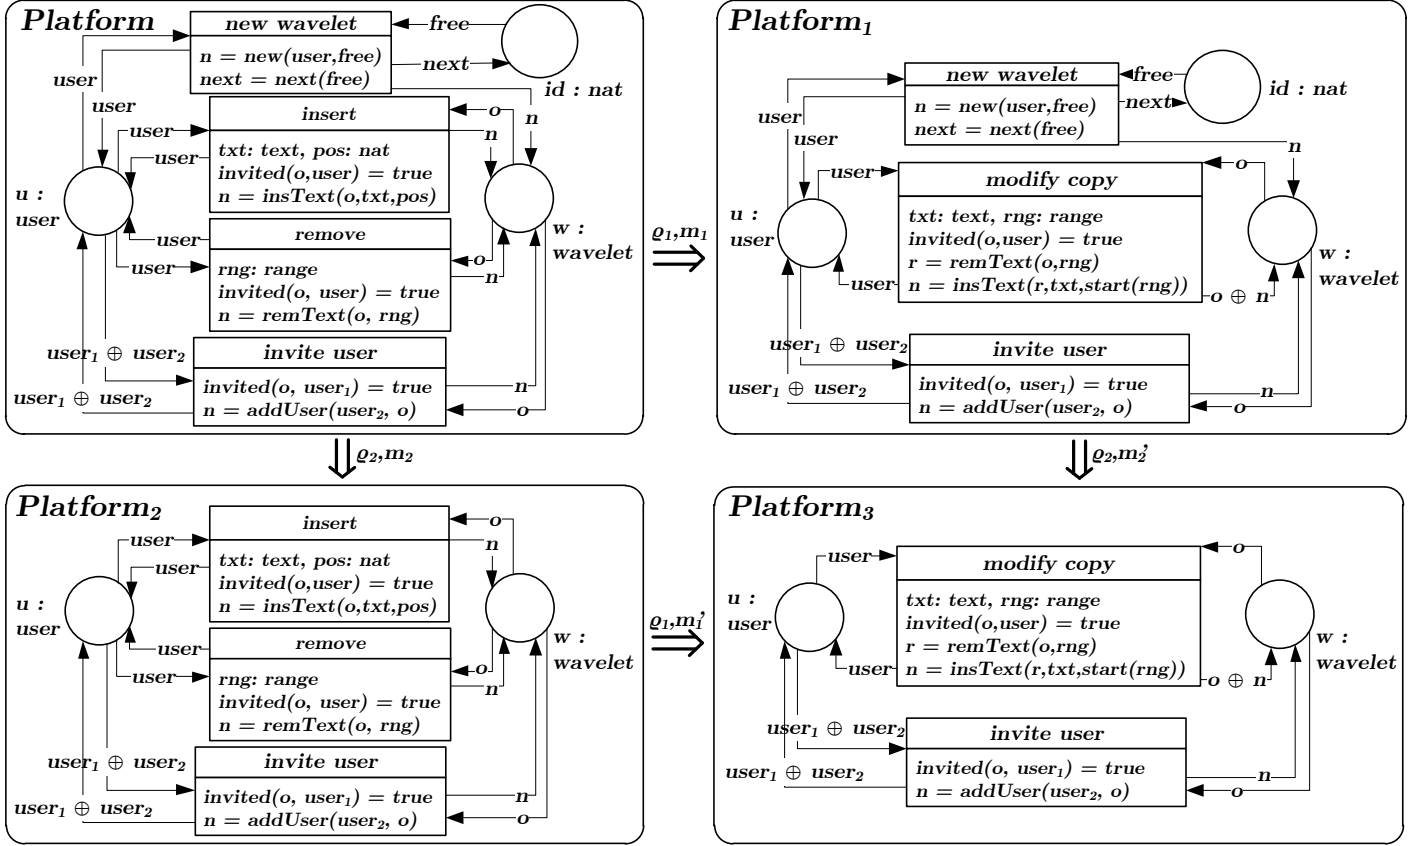 Platform
new wavelet
n = new(user,free)
next = next(free)
free
next
id : nat
user
user
n
insert
txt: text, pos: nat
invited(o,user) = true
n = insText(o,txt,pos)
user
user
o
n
u :
user
w :
wavelet
remove
rng: range
invited(o, user) = true
n = remText(o, rng)
user
user
o
n
invite user
invited(o, user₁) = true
n = addUser(user₂, o)
user₁ ⊕ user₂
user₁ ⊕ user₂
n
o
ϱ₁,m₁
Platform₁
new wavelet
n = new(user,free)
next = next(free)
free
next
id : nat
user
user
n
modify copy
txt: text, rng: range
invited(o,user) = true
r = remText(o,rng)
n = insText(r,txt,start(rng))
user
user
o
o ⊕ n
u :
user
w :
wavelet
invite user
invited(o, user₁) = true
n = addUser(user₂, o)
user₁ ⊕ user₂
user₁ ⊕ user₂
n
o
ϱ₂,m₂
ϱ₂,m₂'
Platform₂
insert
txt: text, pos: nat
invited(o,user) = true
n = insText(o,txt,pos)
user
user
o
n
u :
user
w :
wavelet
remove
rng: range
invited(o, user) = true
n = remText(o, rng)
user
user
o
n
invite user
invited(o, user₁) = true
n = addUser(user₂, o)
user₁ ⊕ user₂
user₁ ⊕ user₂
n
o
ϱ₁,m₁'
Platform₃
modify copy
txt: text, rng: range
invited(o,user) = true
r = remText(o,rng)
n = insText(r,txt,start(rng))
user
user
o
o ⊕ n
u :
user
w :
wavelet
invite user
invited(o, user₁) = true
n = addUser(user₂, o)
user₁ ⊕ user₂
user₁ ⊕ user₂
n
o